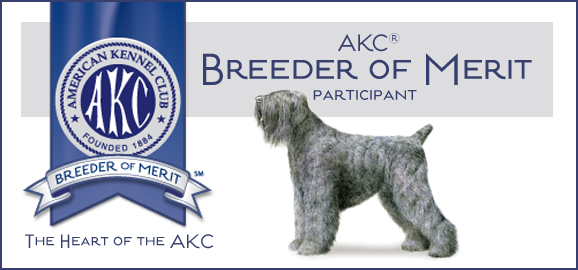 AMERICAN KENNEL CLUB
AKC
FOUNDED 1884
BREEDER OF MERIT SM
THE HEART OF THE AKC
AKC®
BREEDER OF MERIT
PARTICIPANT